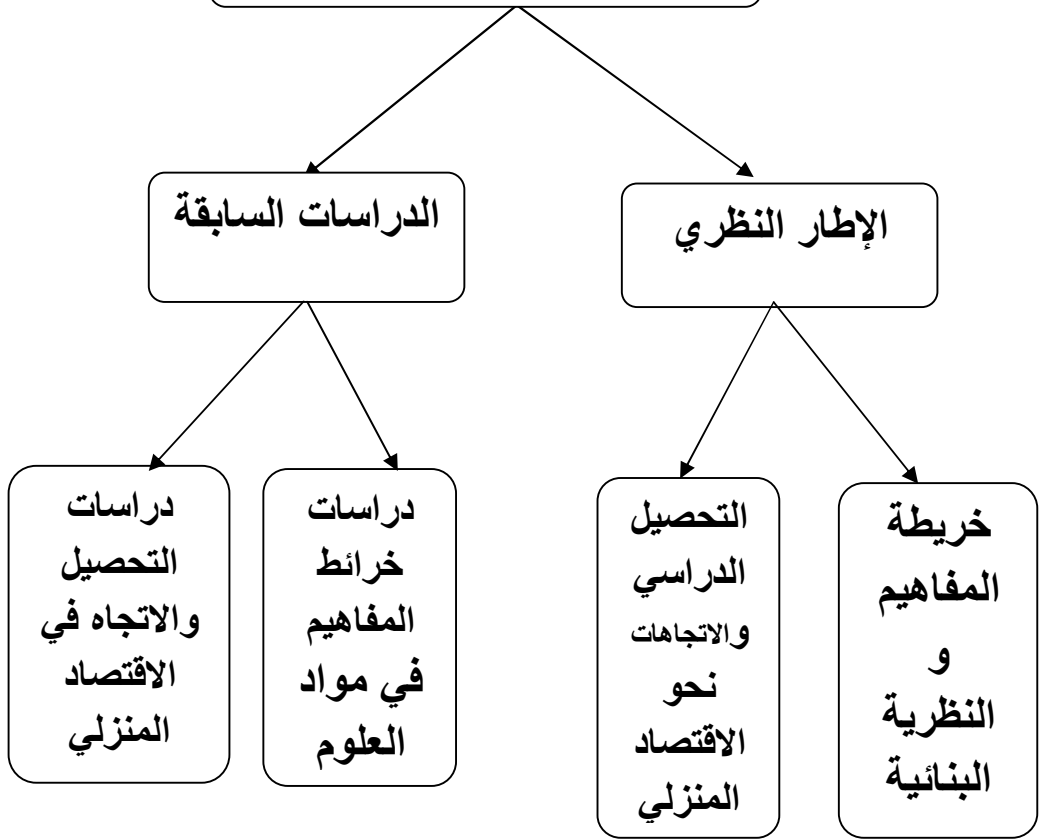 الإطار النظري
الدراسات السابقة
خريطة
المفاهيم
و
النظرية
البنائية
التحصيل
الدراسي
والاتجاهات
نحو
الاقتصاد
المنزلي
دراسات
خرائط
المفاهيم
في مواد
العلوم
دراسات
التحصيل
والاتجاه في
الاقتصاد
المنزلي